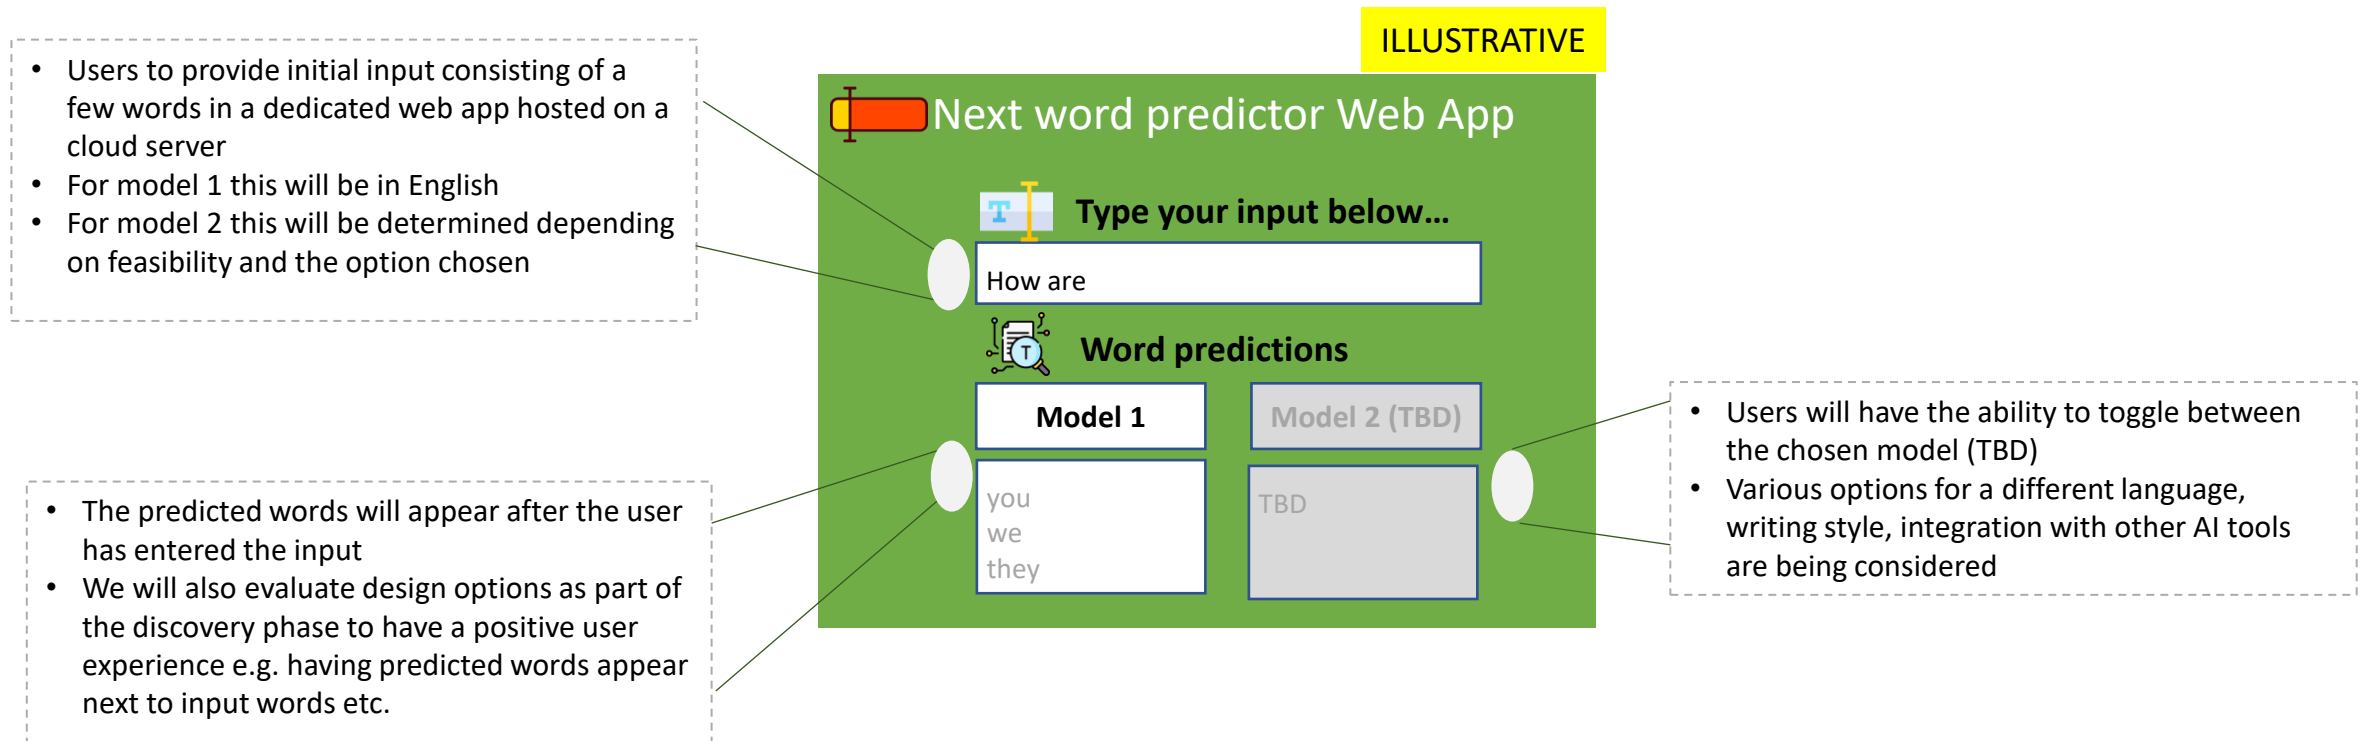 ILLUSTRATIVE
• Users to provide initial input consisting of a
few words in a dedicated web app hosted on a
cloud server
• For model 1 this will be in English
• For model 2 this will be determined depending
on feasibility and the option chosen
Next word predictor Web App
T
Type your input below...
How are
T
Word predictions
Model 1
Model 2 (TBD)
you
we
they
TBD
• The predicted words will appear after the user
has entered the input
• We will also evaluate design options as part of
the discovery phase to have a positive user
experience e.g. having predicted words appear
next to input words etc.
• Users will have the ability to toggle between
the chosen model (TBD)
• Various options for a different language,
writing style, integration with other AI tools
are being considered